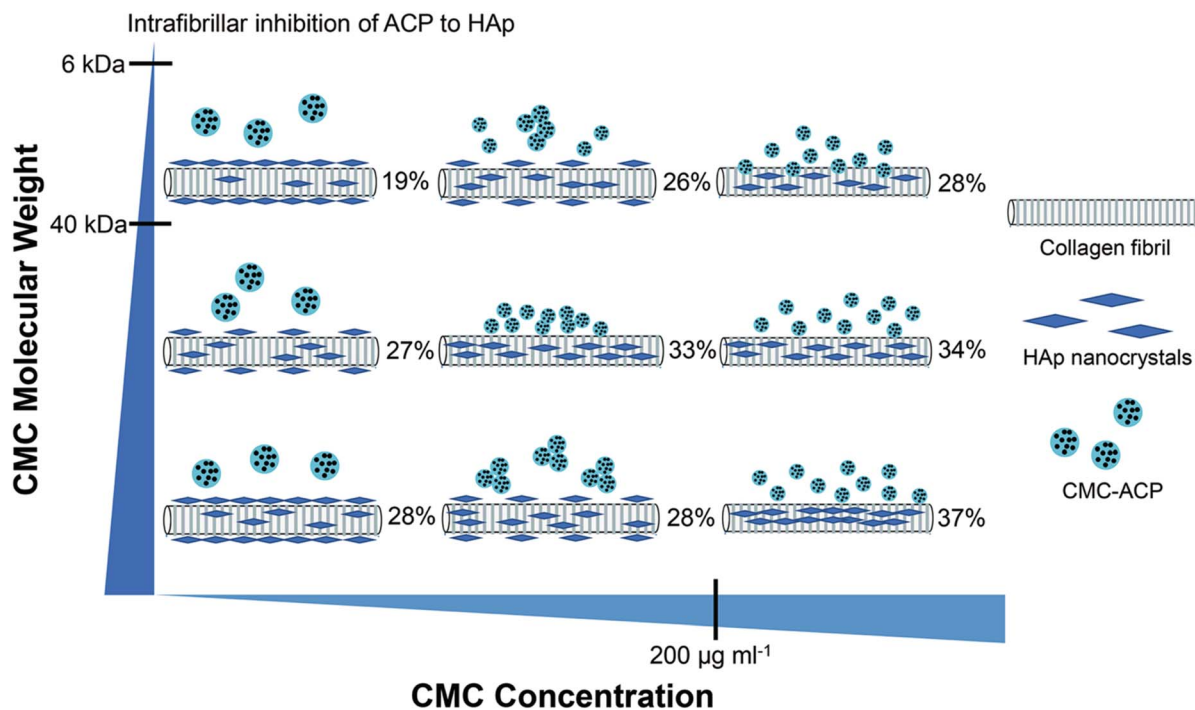 Intrafibrillar inhibition of ACP to HAp
6 kDa
19%
26%
28%
40 kDa
Collagen fibril
27%
33%
34%
HAp nanocrystals
CMC Molecular Weight
28%
28%
37%
CMC-ACP
200 µg ml⁻¹
CMC Concentration